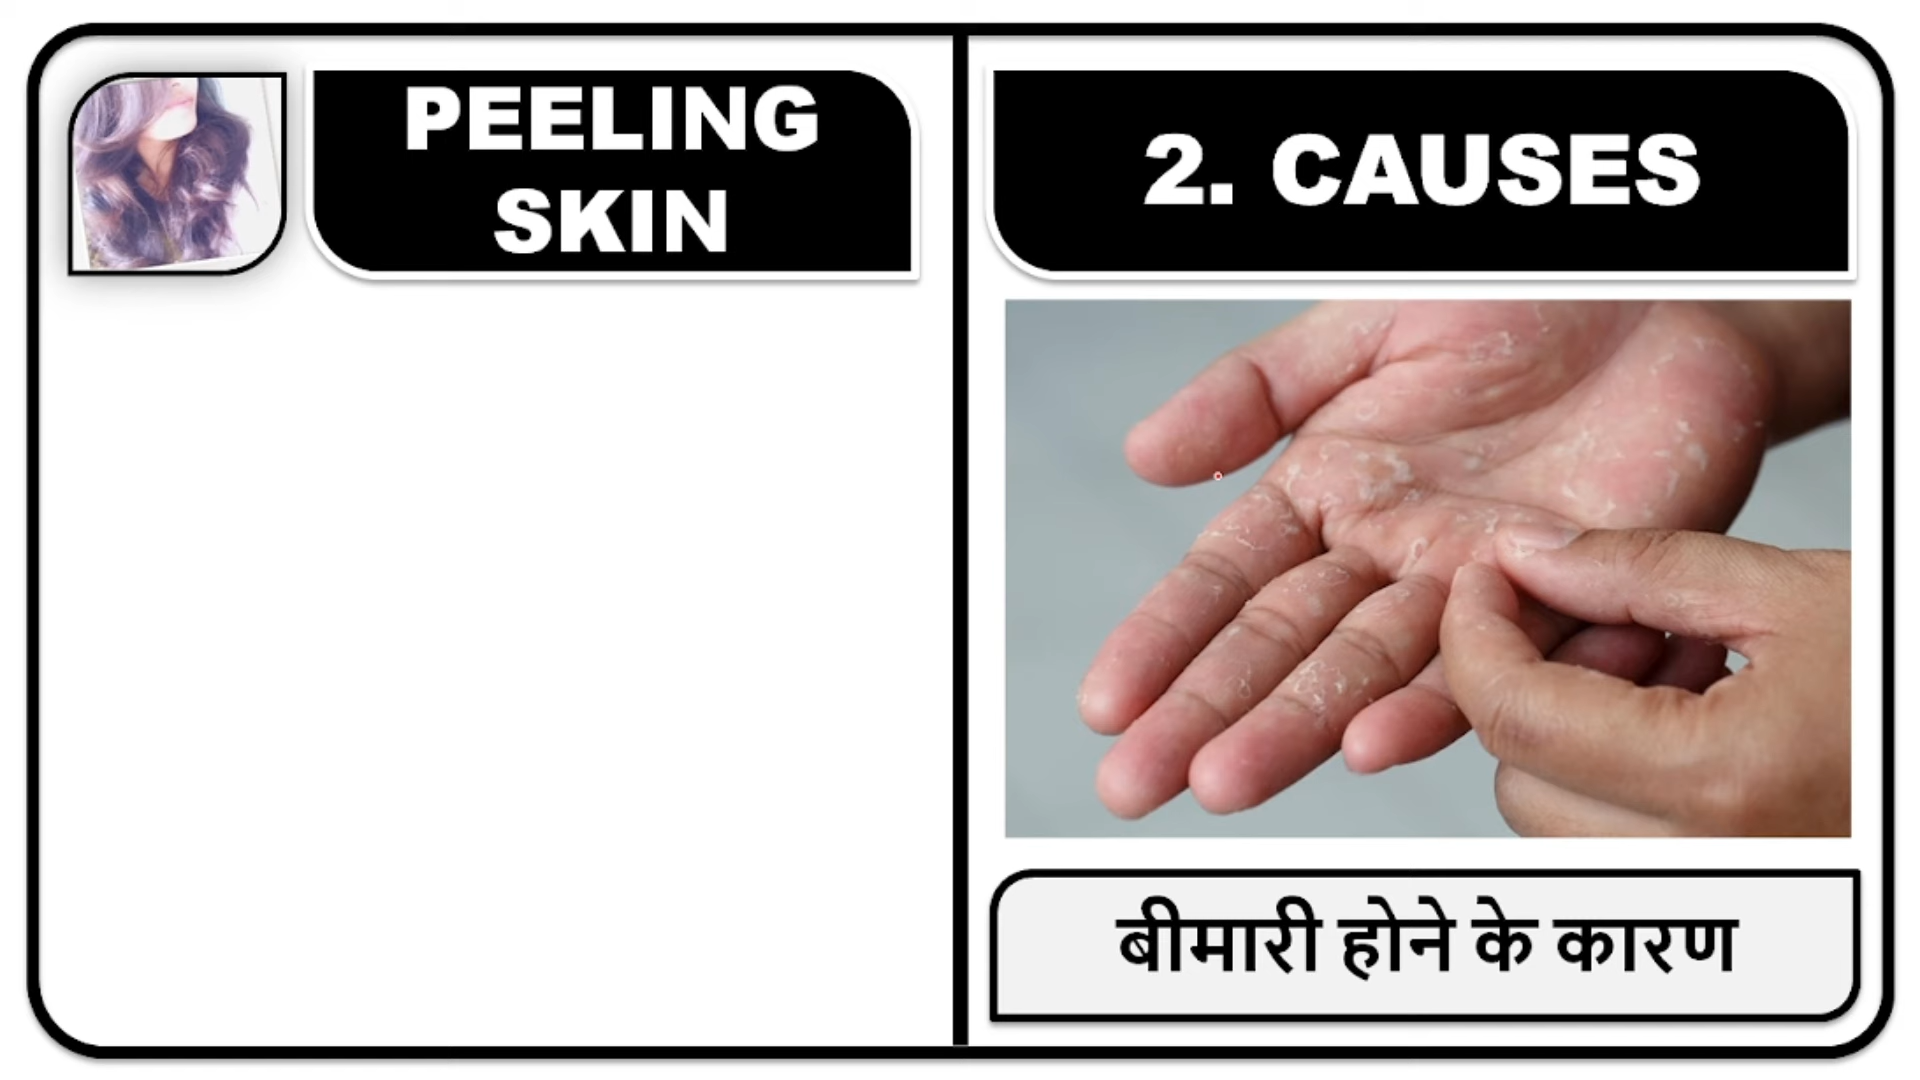 PEELING
SKIN
2. CAUSES
बीमारी होने के कारण